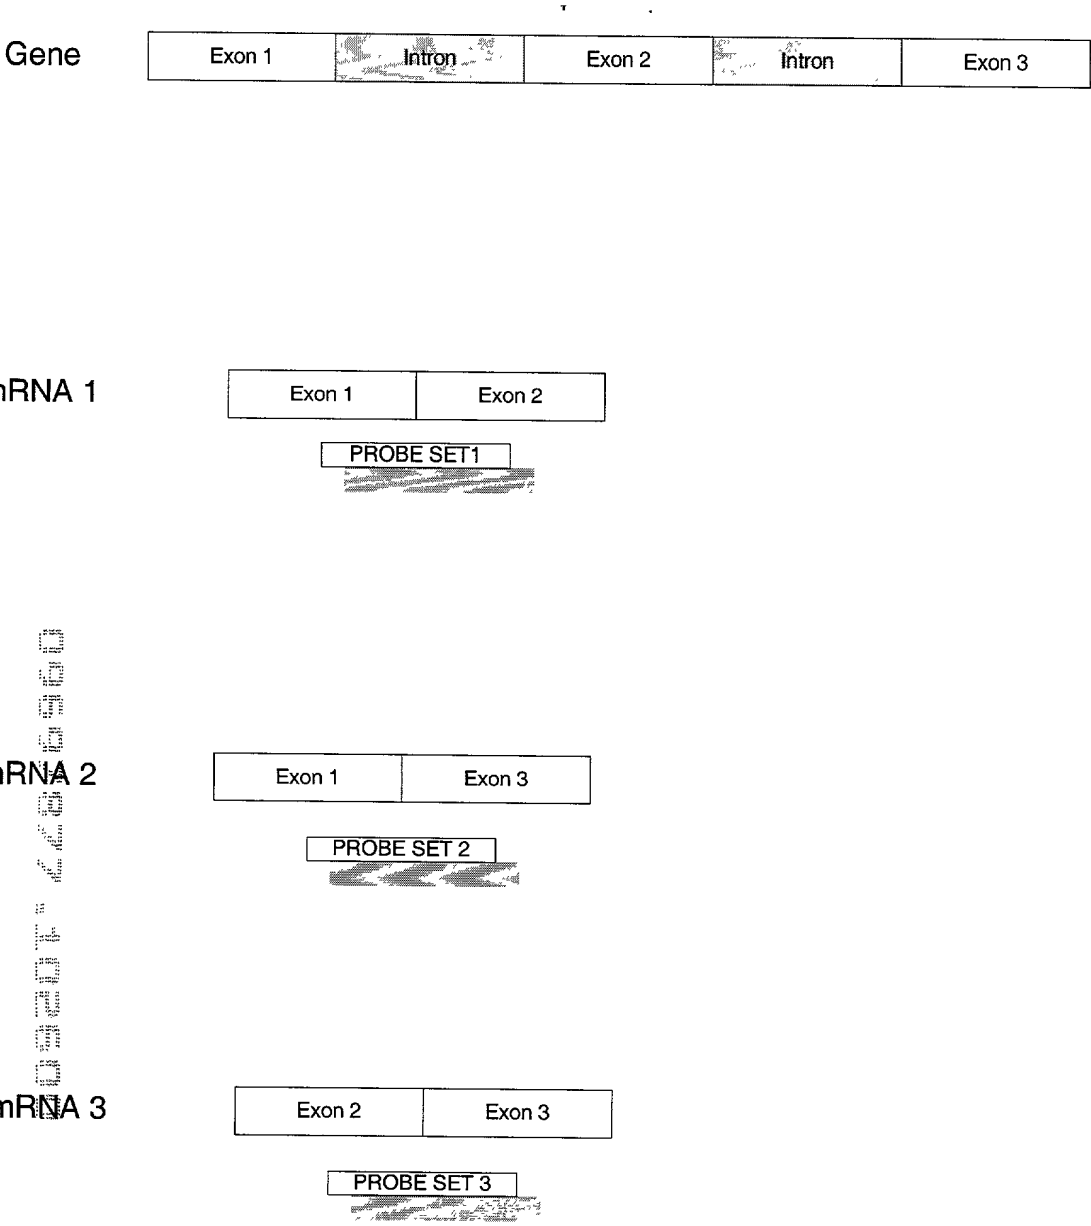 Gene Exon 1 Intron Exon 2 Intron Exon 3
mRNA 1 Exon 1 Exon 2
PROBE SET1
mRNA 2 Exon 1 Exon 3
PROBE SET 2
mRNA 3 Exon 2 Exon 3
PROBE SET 3